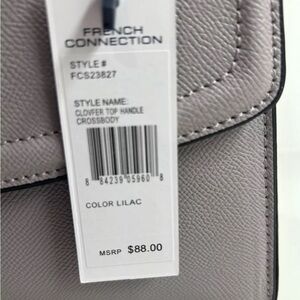 FRENCH
CONNECTION
STYLE #
FCS23827
STYLE NAME:
CLOVFER TOP HANDLE
CROSSBODY
8 84239 05960 8
COLOR LILAC
MSRP $88.00